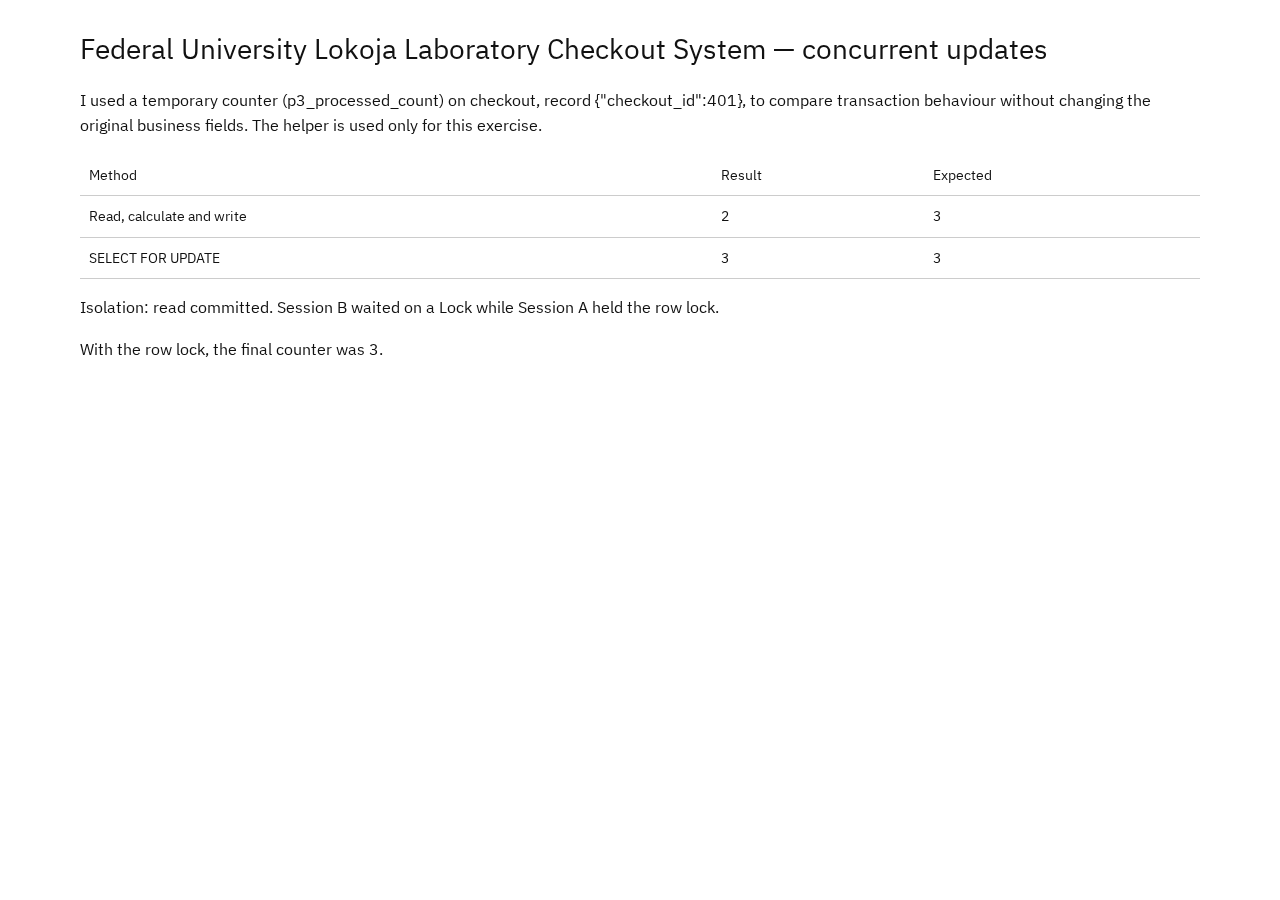 Federal University Lokoja Laboratory Checkout System — concurrent updates
I used a temporary counter (p3_processed_count) on checkout, record {"checkout_id":401}, to compare transaction behaviour without changing the
original business fields. The helper is used only for this exercise.
Method Result Expected
Read, calculate and write 2 3
SELECT FOR UPDATE 3 3
Isolation: read committed. Session B waited on a Lock while Session A held the row lock.
With the row lock, the final counter was 3.